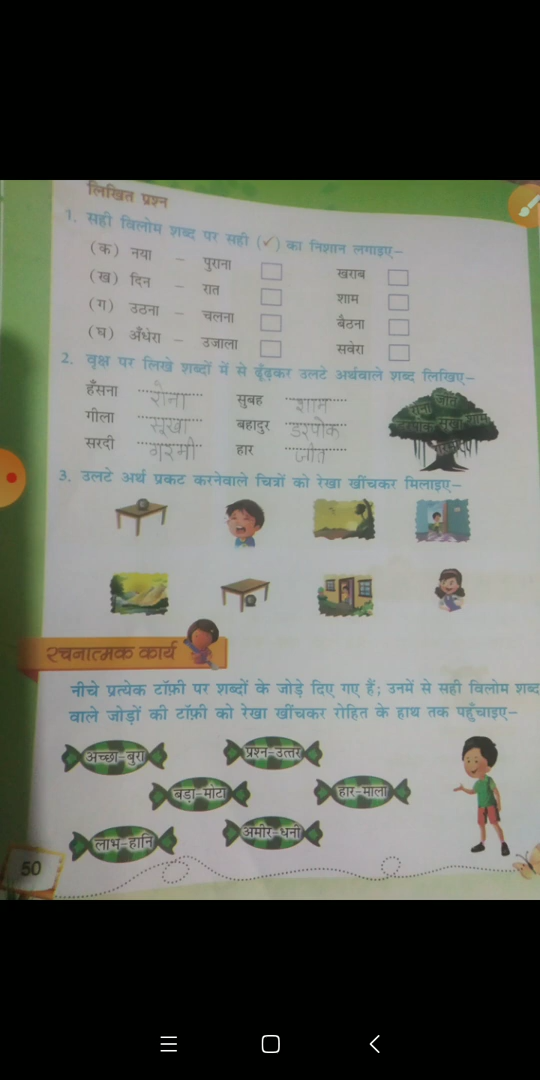 लिखित प्रश्न
1. सही विलोम शब्द पर सही (✓) का निशान लगाइए–
(क) नया – पुराना खराब
(ख) दिन – रात शाम
(ग) उठना – चलना बैठना
(घ) अँधेरा – उजाला सवेरा
2. वृक्ष पर लिखे शब्दों में से ढूँढ़कर उलटे अर्थवाले शब्द लिखिए–
हँसना रोना सुबह शाम
गीला सूखा बहादुर डरपोक
सरदी गरमी हार जीत
रोना जीत
डरपोक सूखा शाम
गरमी
3. उलटे अर्थ प्रकट करनेवाले चित्रों को रेखा खींचकर मिलाइए–
रचनात्मक कार्य
नीचे प्रत्येक टॉफ़ी पर शब्दों के जोड़े दिए गए हैं; उनमें से सही विलोम शब्द
वाले जोड़ों की टॉफ़ी को रेखा खींचकर रोहित के हाथ तक पहुँचाइए–
अच्छा–बुरा प्रश्न–उत्तर
बड़ा–मोटा हार–माला
लाभ–हानि अमीर–धनी
50